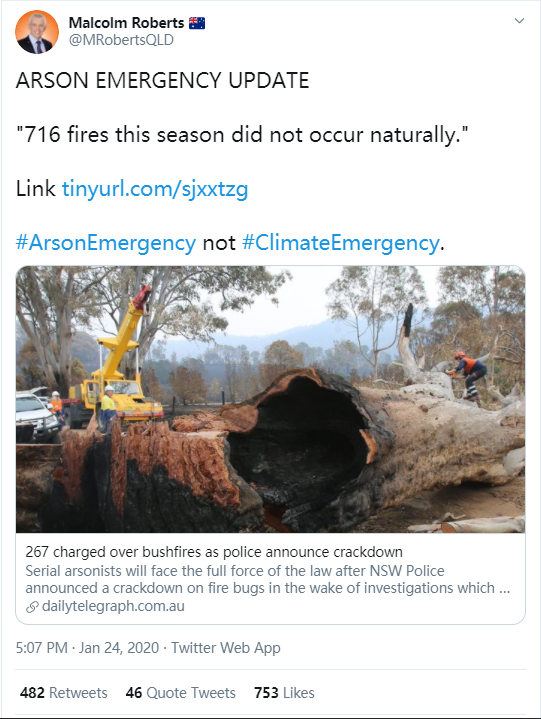 Malcolm Roberts 🇦🇺
@MRobertsQLD
ARSON EMERGENCY UPDATE
"716 fires this season did not occur naturally."
Link tinyurl.com/sjxxtzg
#ArsonEmergency not #ClimateEmergency.
267 charged over bushfires as police announce crackdown
Serial arsonists will face the full force of the law after NSW Police
announced a crackdown on fire bugs in the wake of investigations which ...
dailytelegraph.com.au
5:07 PM · Jan 24, 2020 · Twitter Web App
482 Retweets 46 Quote Tweets 753 Likes